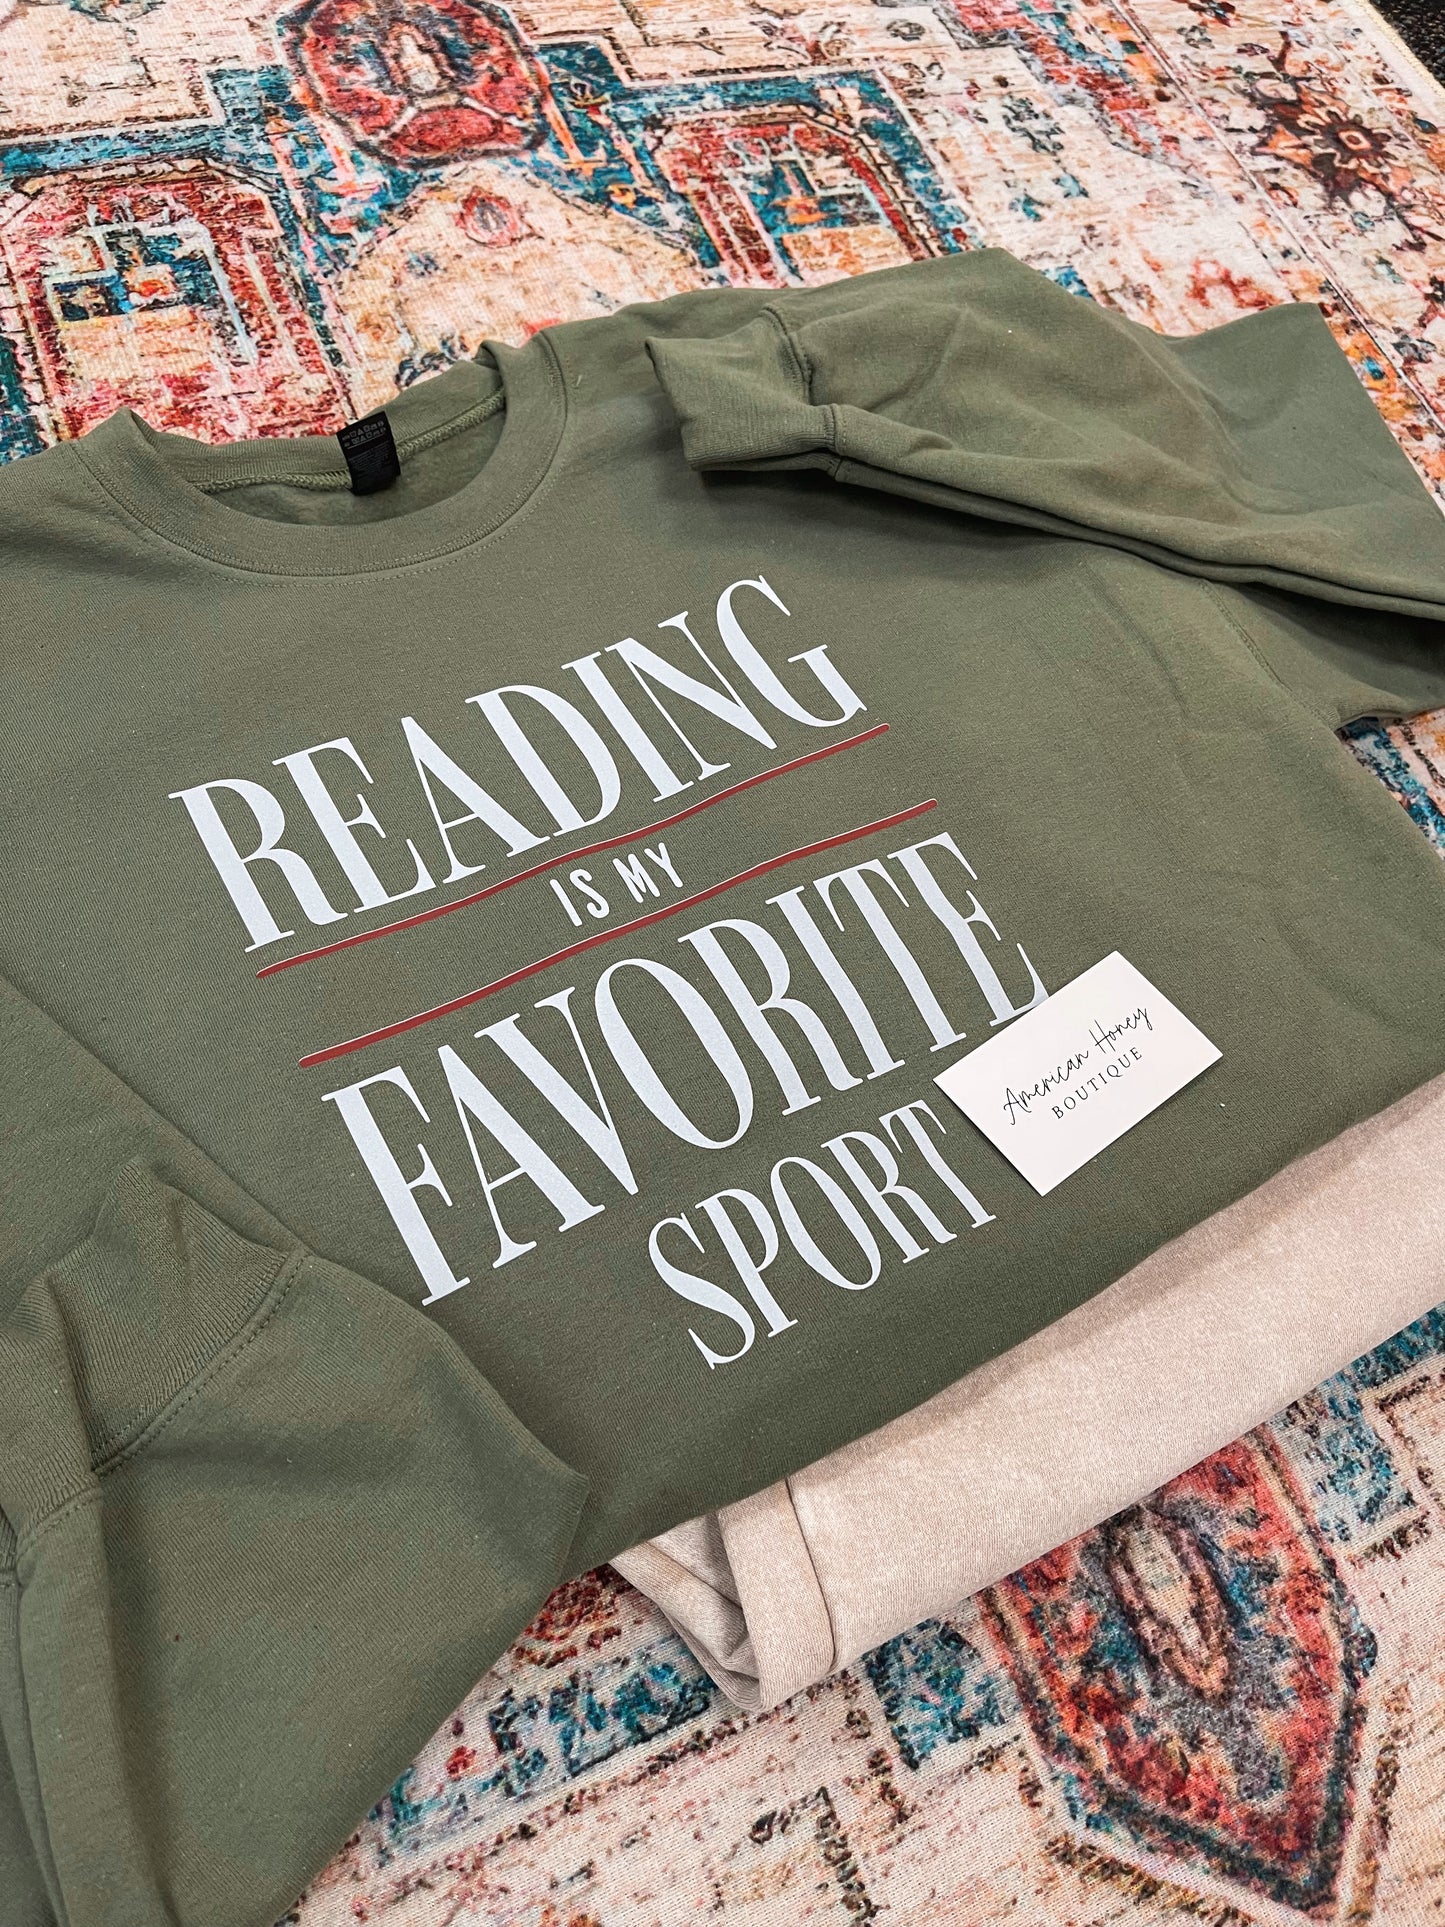 READING
IS MY
FAVORITE
SPORT
American Honey
BOUTIQUE